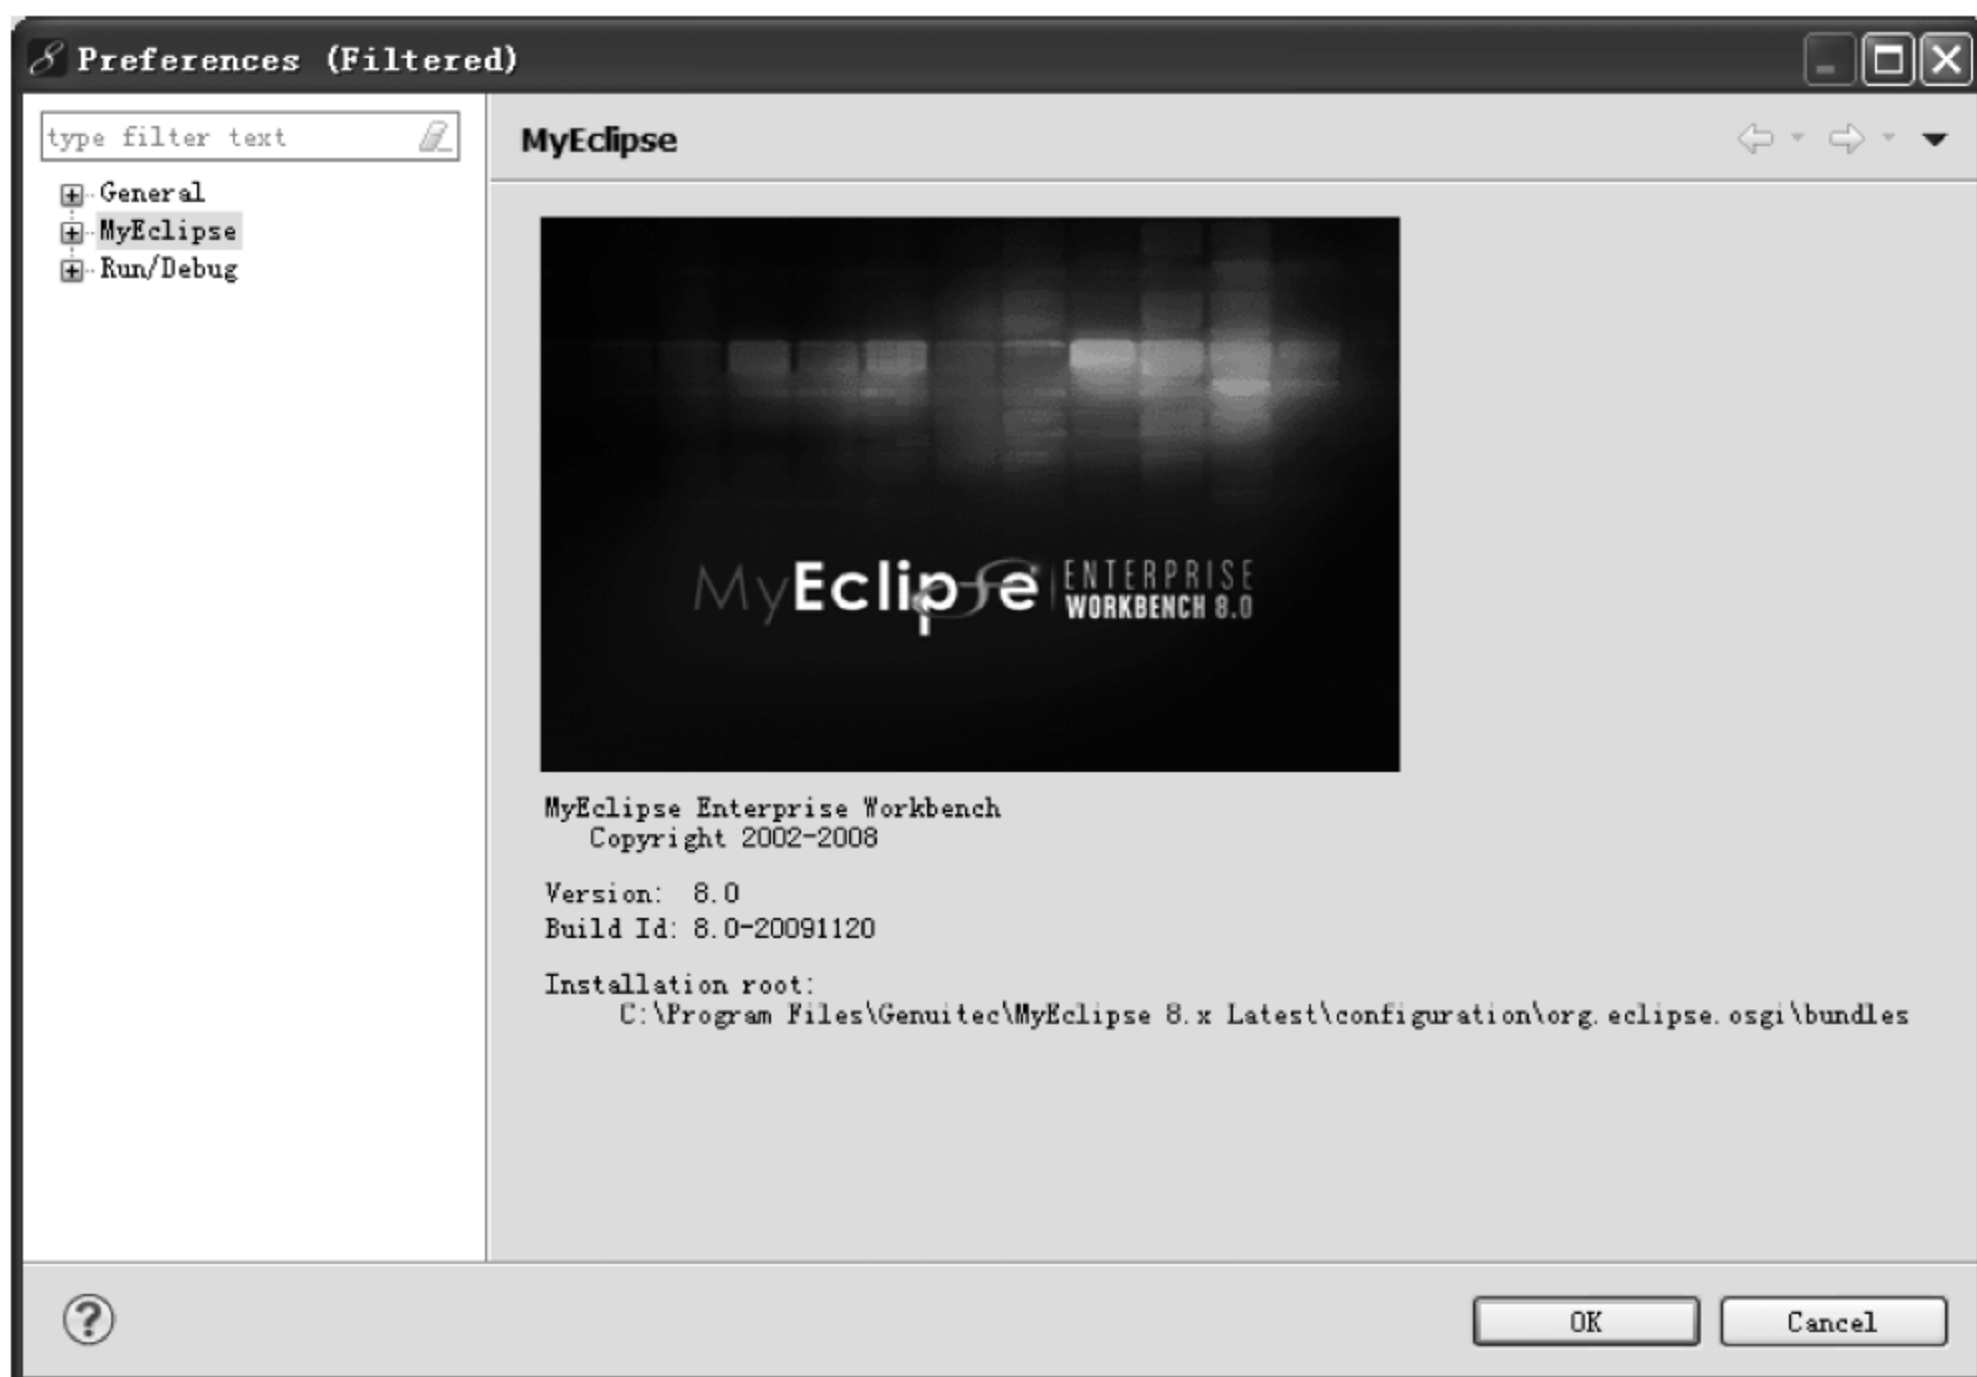 Preferences (Filtered)
type filter text
General
MyEclipse
Run/Debug
MyEclipse
MyEclipse ENTERPRISE
WORKBENCH 8.0
MyEclipse Enterprise Workbench
Copyright 2002-2008
Version: 8.0
Build Id: 8.0-20091120
Installation root:
C:\Program Files\Genuitec\MyEclipse 8.x Latest\configuration\org.eclipse.osgi\bundles
?
OK
Cancel